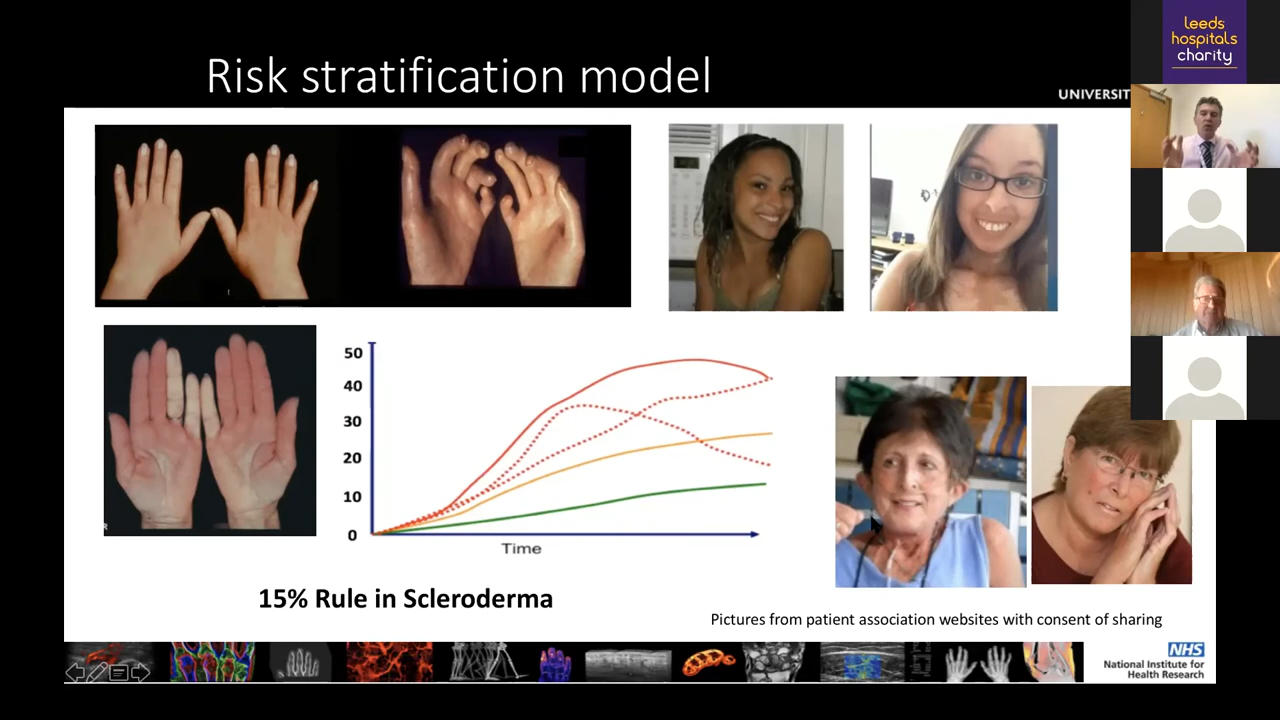 Risk stratification model
UNIVERSIT
leeds
hospitals
charity
50
40
30
20
10
0
Time
R
15% Rule in Scleroderma
Pictures from patient association websites with consent of sharing
NHS
National Institute for
Health Research